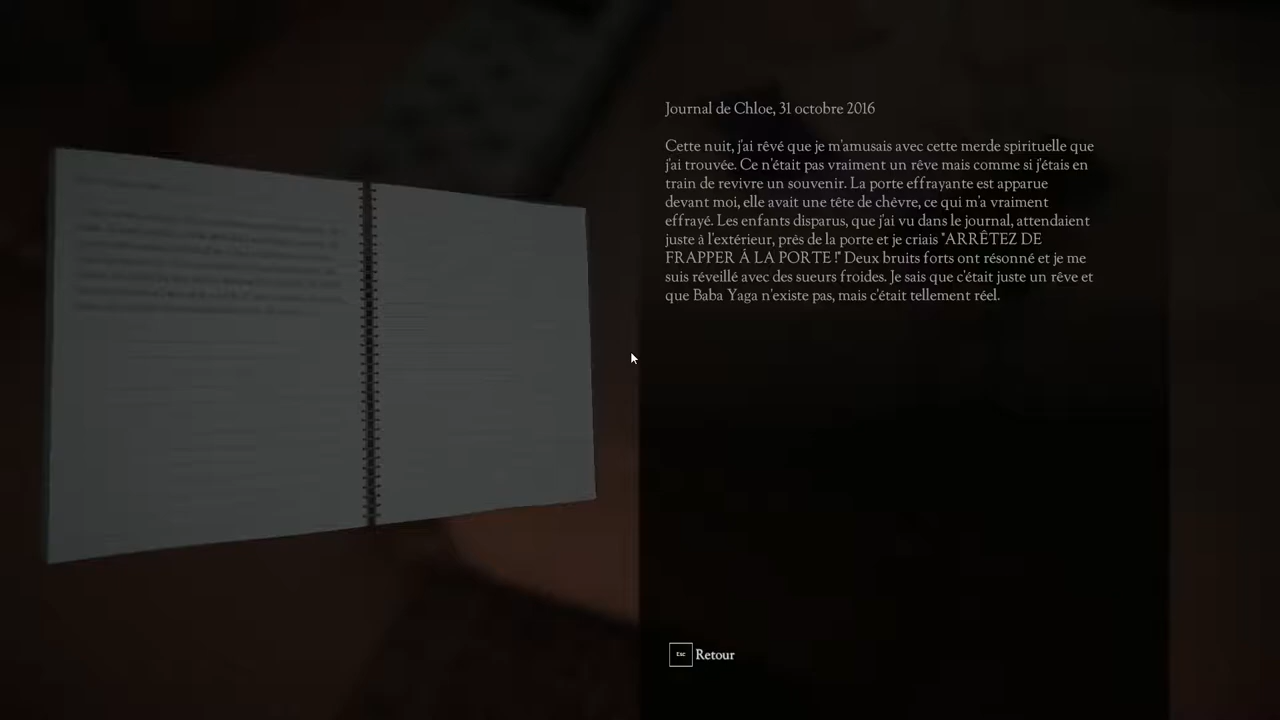 Journal de Chloe, 31 octobre 2016
Cette nuit, j'ai rêvé que je m'amusais avec cette merde spirituelle que
j'ai trouvée. Ce n'était pas vraiment un rêve mais comme si j'étais en
train de revivre un souvenir. La porte effrayante est apparue
devant moi, elle avait une tête de chèvre, ce qui m'a vraiment
effrayé. Les enfants disparus, que j'ai vu dans le journal, attendaient
juste à l'extérieur, près de la porte et je criais "ARRÊTEZ DE
FRAPPER Á LA PORTE !" Deux bruits forts ont résonné et je me
suis réveillé avec des sueurs froides. Je sais que c'était juste un rêve et
que Baba Yaga n'existe pas, mais c'était tellement réel.
Esc Retour